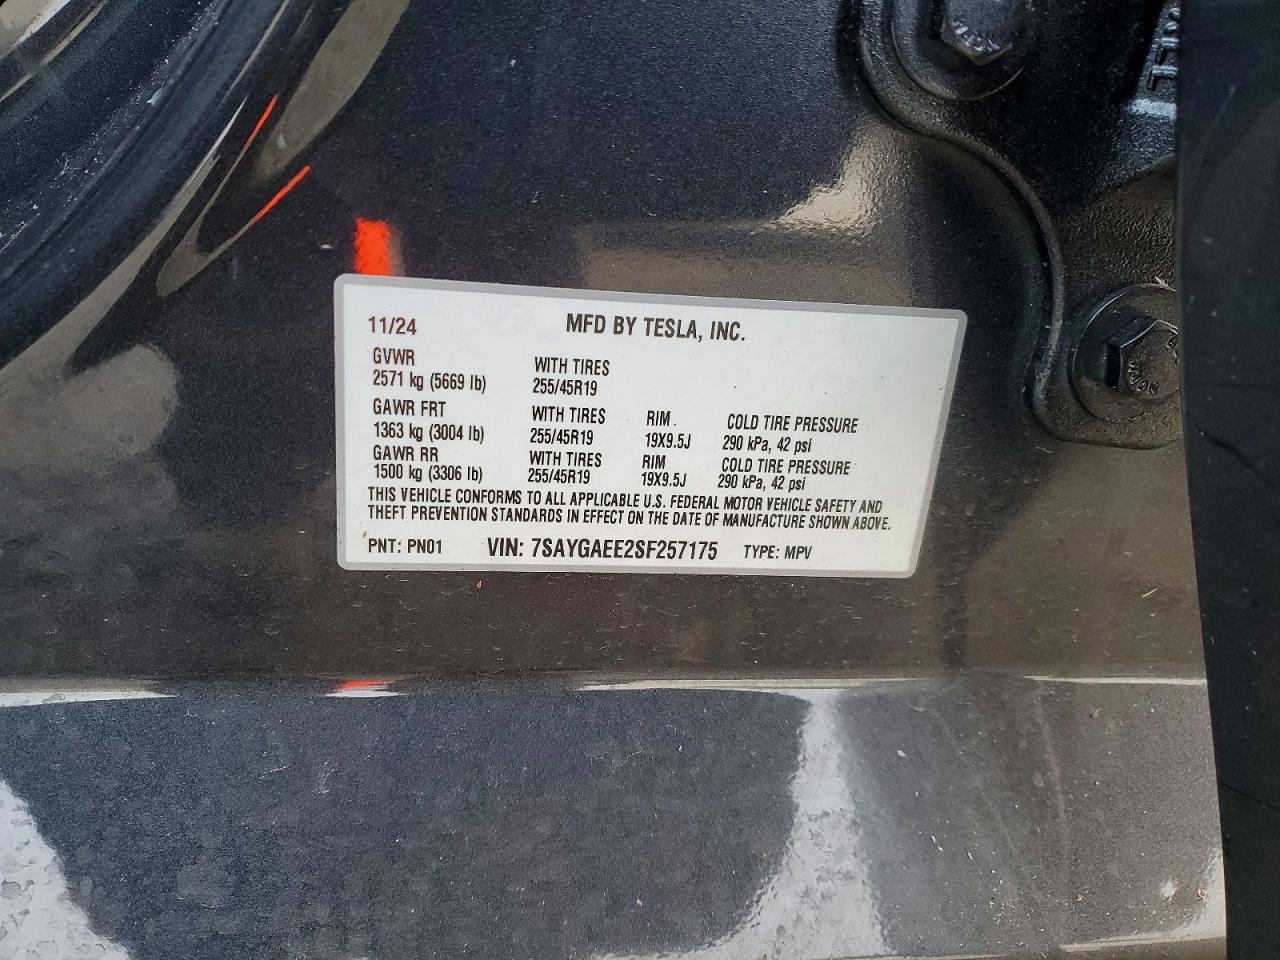 11/24 MFD BY TESLA, INC.
GVWR WITH TIRES
2571 kg (5669 lb) 255/45R19
GAWR FRT WITH TIRES RIM COLD TIRE PRESSURE
1363 kg (3004 lb) 255/45R19 19X9.5J 290 kPa, 42 psi
GAWR RR WITH TIRES RIM COLD TIRE PRESSURE
1500 kg (3306 lb) 255/45R19 19X9.5J 290 kPa, 42 psi
THIS VEHICLE CONFORMS TO ALL APPLICABLE U.S. FEDERAL MOTOR VEHICLE SAFETY AND
THEFT PREVENTION STANDARDS IN EFFECT ON THE DATE OF MANUFACTURE SHOWN ABOVE.
PNT: PN01 VIN: 7SAYGAEE2SF257175 TYPE: MPV